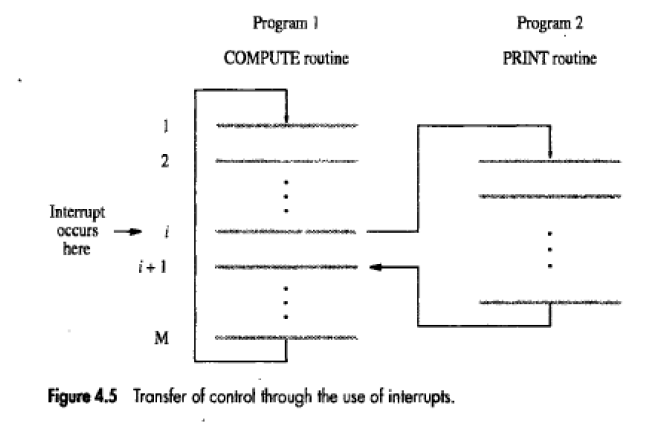 Program 1
Program 2
COMPUTE routine
PRINT routine
1
2
Interrupt
occurs
here
i
i + 1
M
Figure 4.5 Transfer of control through the use of interrupts.